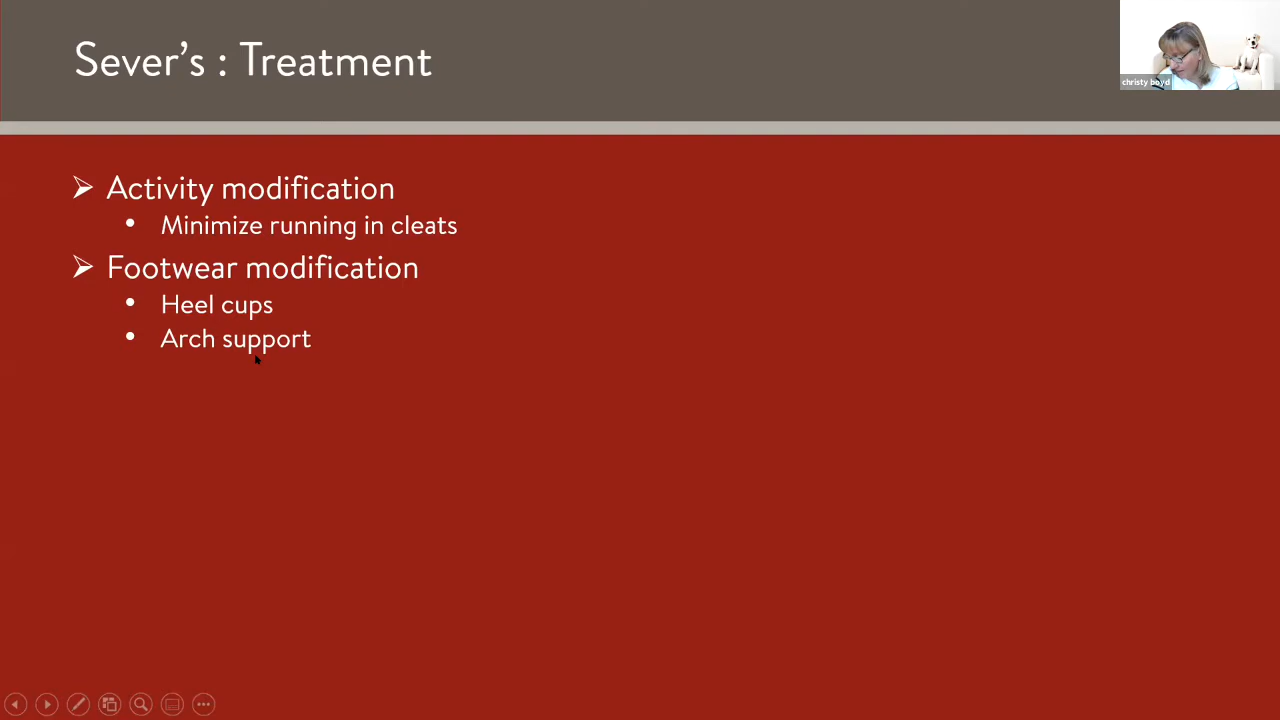 Sever's : Treatment
christy boyd
Activity modification
Minimize running in cleats
Footwear modification
Heel cups
Arch support